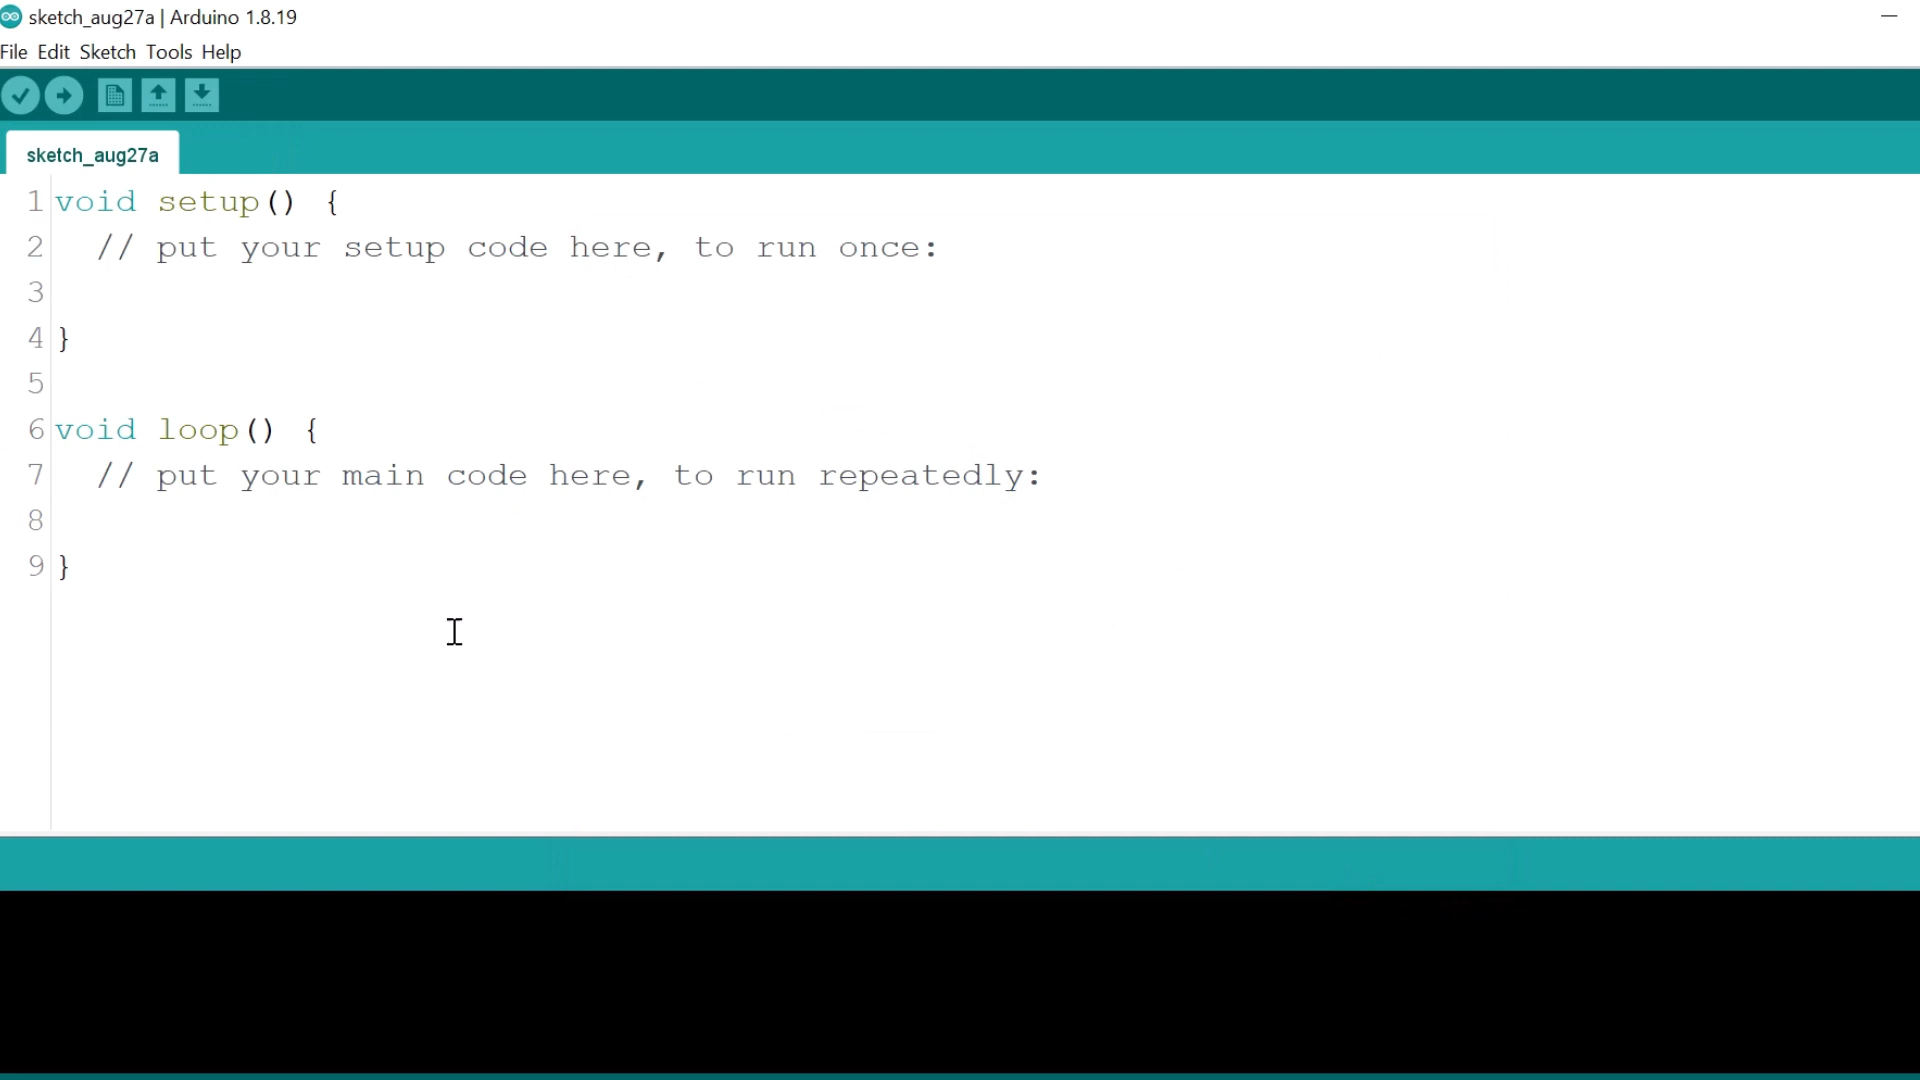 sketch_aug27a | Arduino 1.8.19
File Edit Sketch Tools Help
sketch_aug27a
1 void setup() {
2   // put your setup code here, to run once:
3
4 }
5
6 void loop() {
7   // put your main code here, to run repeatedly:
8
9 }